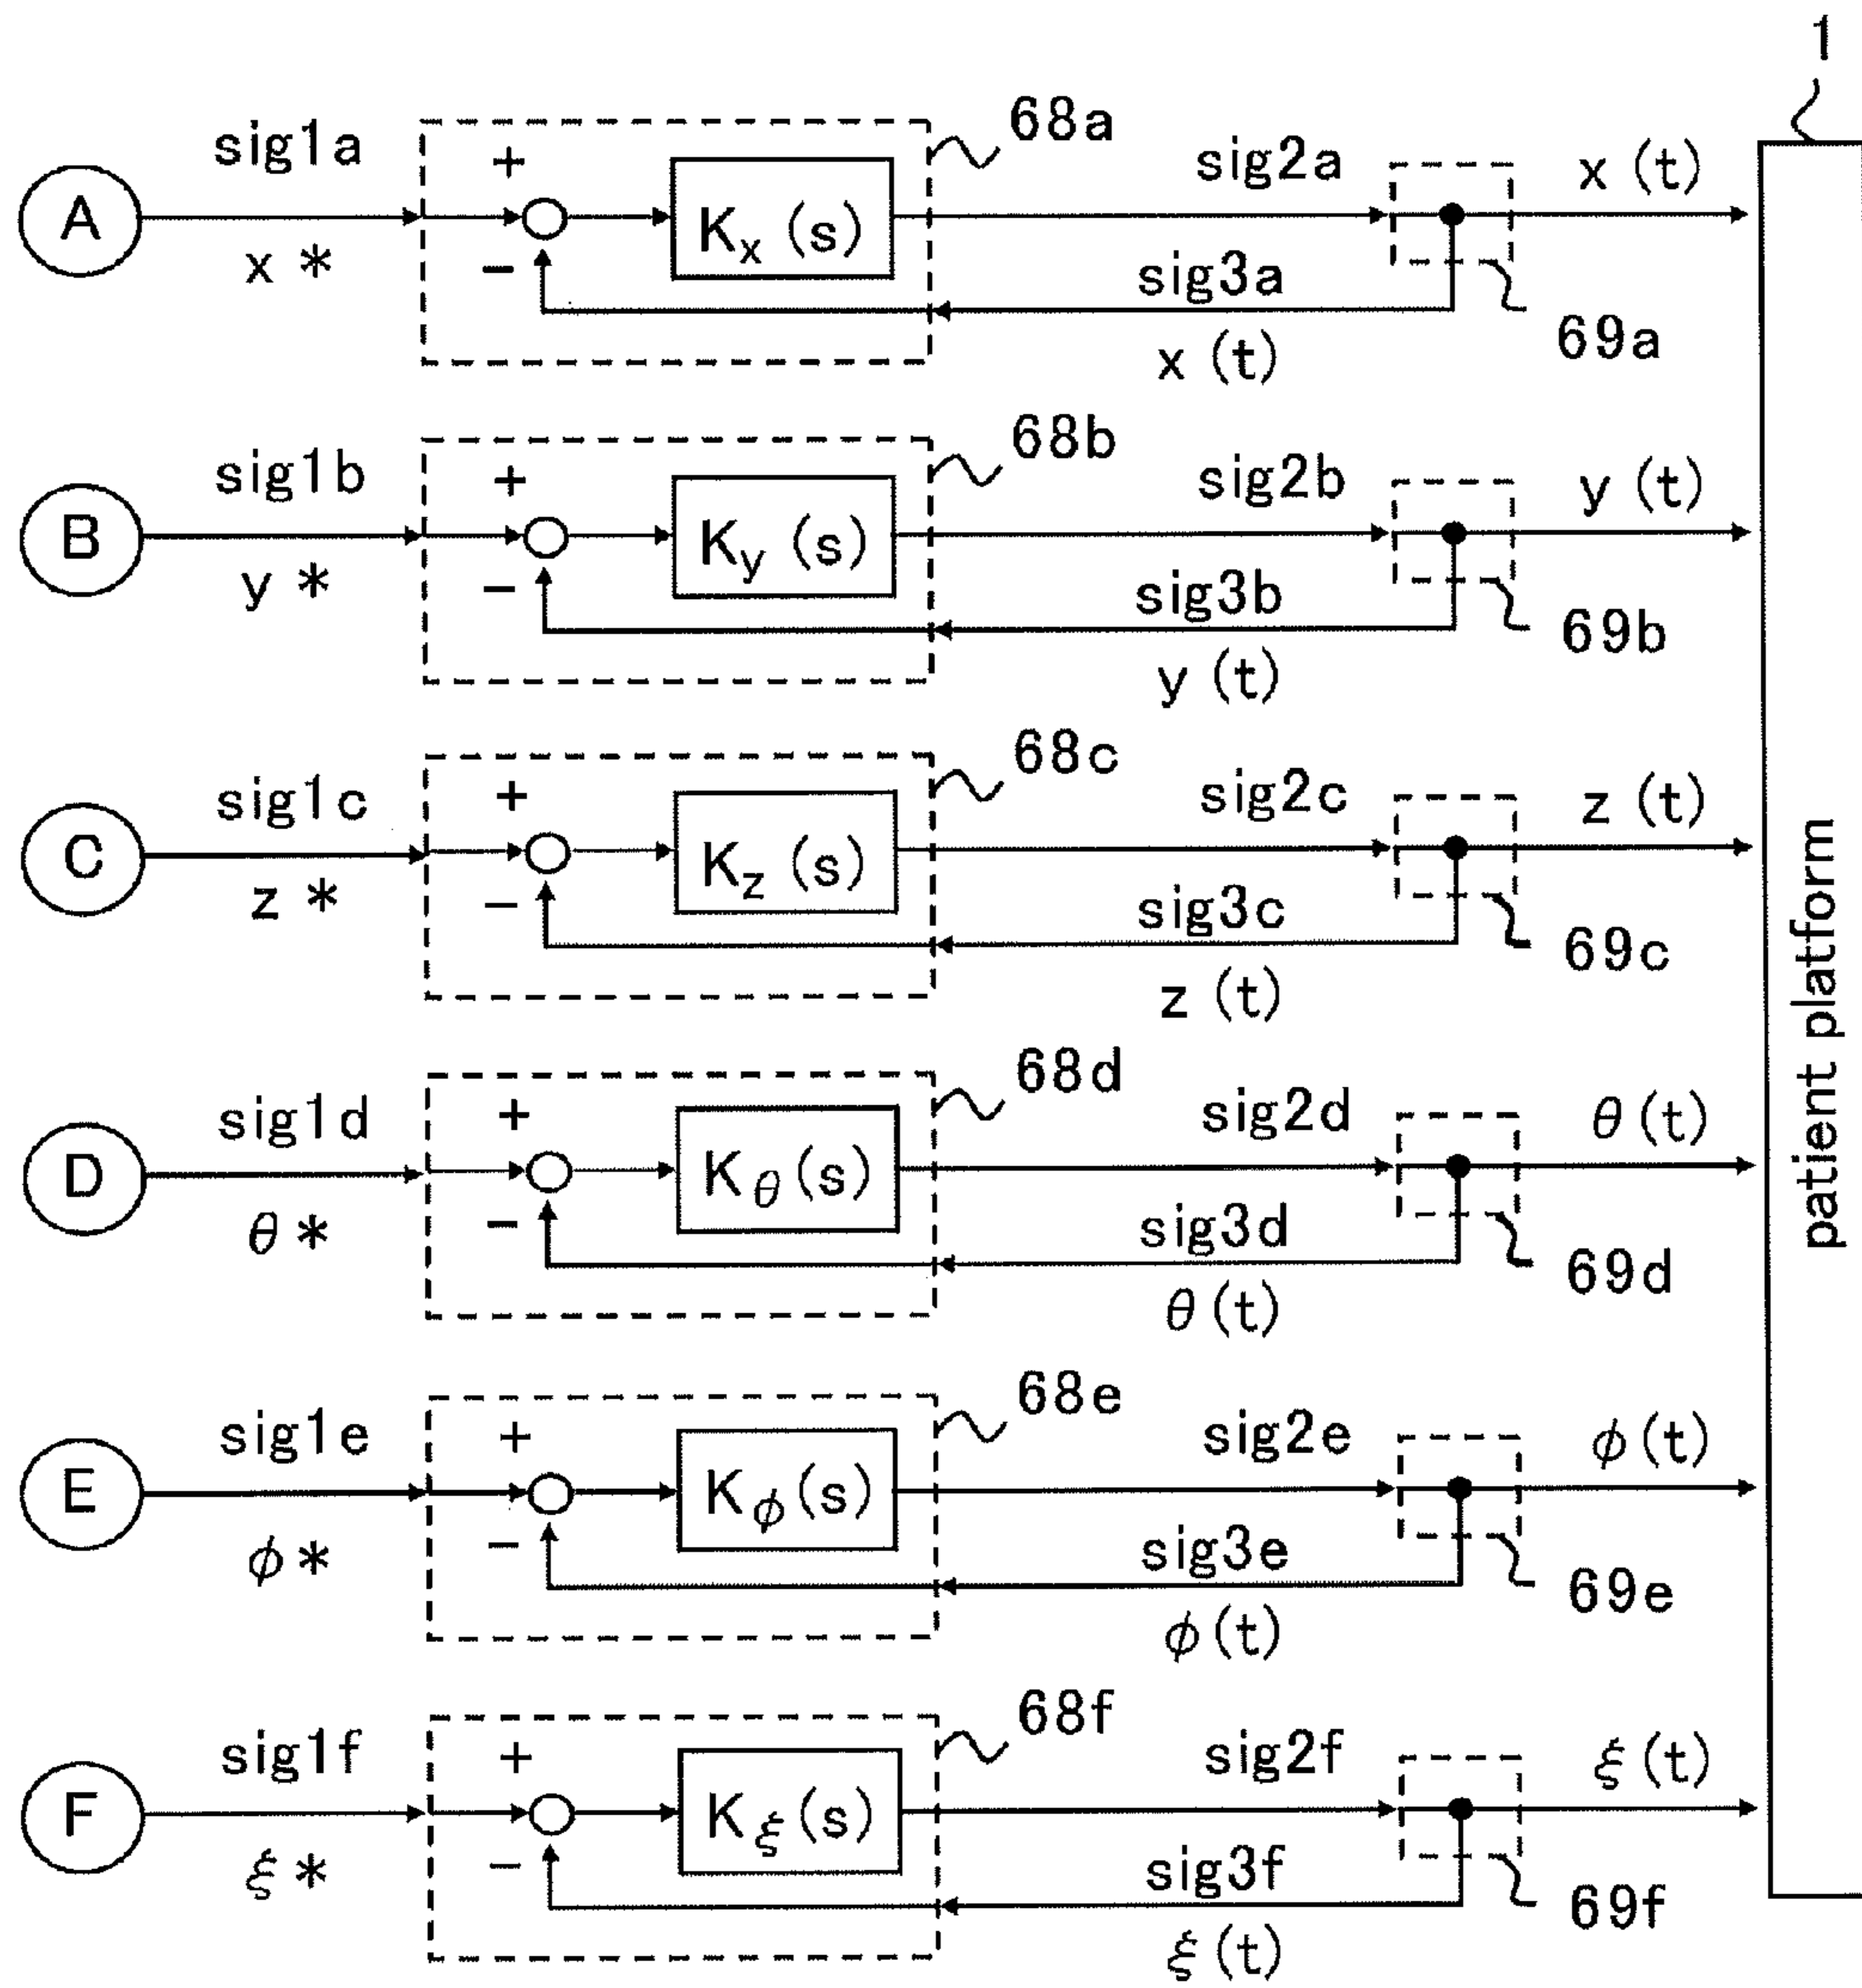 1
sig1a
+
68a
sig2a
x (t)
A
Kx (s)
x *
−
sig3a
69a
x (t)
sig1b
+
68b
sig2b
y (t)
B
Ky (s)
y *
−
sig3b
69b
y (t)
sig1c
+
68c
sig2c
z (t)
C
Kz (s)
z *
−
sig3c
69c
z (t)
patient platform
sig1d
+
68d
sig2d
θ (t)
D
Kθ (s)
θ *
−
sig3d
69d
θ (t)
sig1e
+
68e
sig2e
ϕ (t)
E
Kϕ (s)
ϕ *
−
sig3e
69e
ϕ (t)
sig1f
+
68f
sig2f
ξ (t)
F
Kξ (s)
ξ *
−
sig3f
69f
ξ (t)